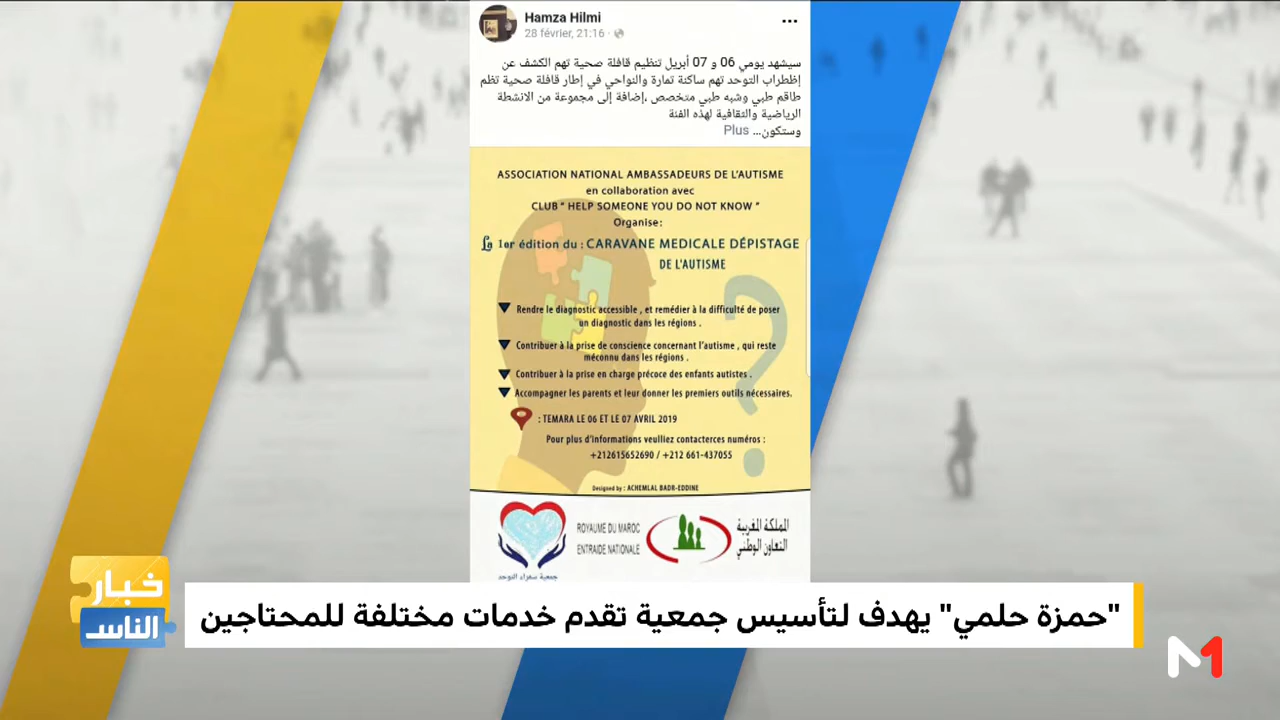 Hamza Hilmi
28 février, 21:16
سيشهد يومي 06 و 07 أبريل تنظيم قافلة صحية تهم الكشف عن
إظطراب التوحد تهم ساكنة تمارة والنواحي في إطار قافلة صحية تظم
طاقم طبي وشبه طبي متخصص ،إضافة إلى مجموعة من الانشطة
الرياضية والثقافية لهذه الفئة
وستكون... Plus
ASSOCIATION NATIONAL AMBASSADEURS DE L'AUTISME
en collaboration avec
CLUB " HELP SOMEONE YOU DO NOT KNOW "
Organise:
La 1er édition du : CARAVANE MEDICALE DÉPISTAGE
DE L'AUTISME
Rendre le diagnostic accessible , et remédier à la difficulté de poser
un diagnostic dans les régions .
Contribuer à la prise de conscience concernant l'autisme , qui reste
méconnu dans les régions .
Contribuer à la prise en charge précoce des enfants autistes .
Accompagner les parents et leur donner les premiers outils nécessaires.
: TEMARA LE 06 ET LE 07 AVRIL 2019
Pour plus d'informations veulliez contacterces numéros :
+212615652690 / +212 661-437055
Designed by : ACHEMLAL BADR-EDDINE
ROYAUME DU MAROC
ENTRAIDE NATIONALE
المملكة المغربية
التعاون الوطني
جمعية سفراء التوحد
خبار
الناس
"حمزة حلمي" يهدف لتأسيس جمعية تقدم خدمات مختلفة للمحتاجين
M1